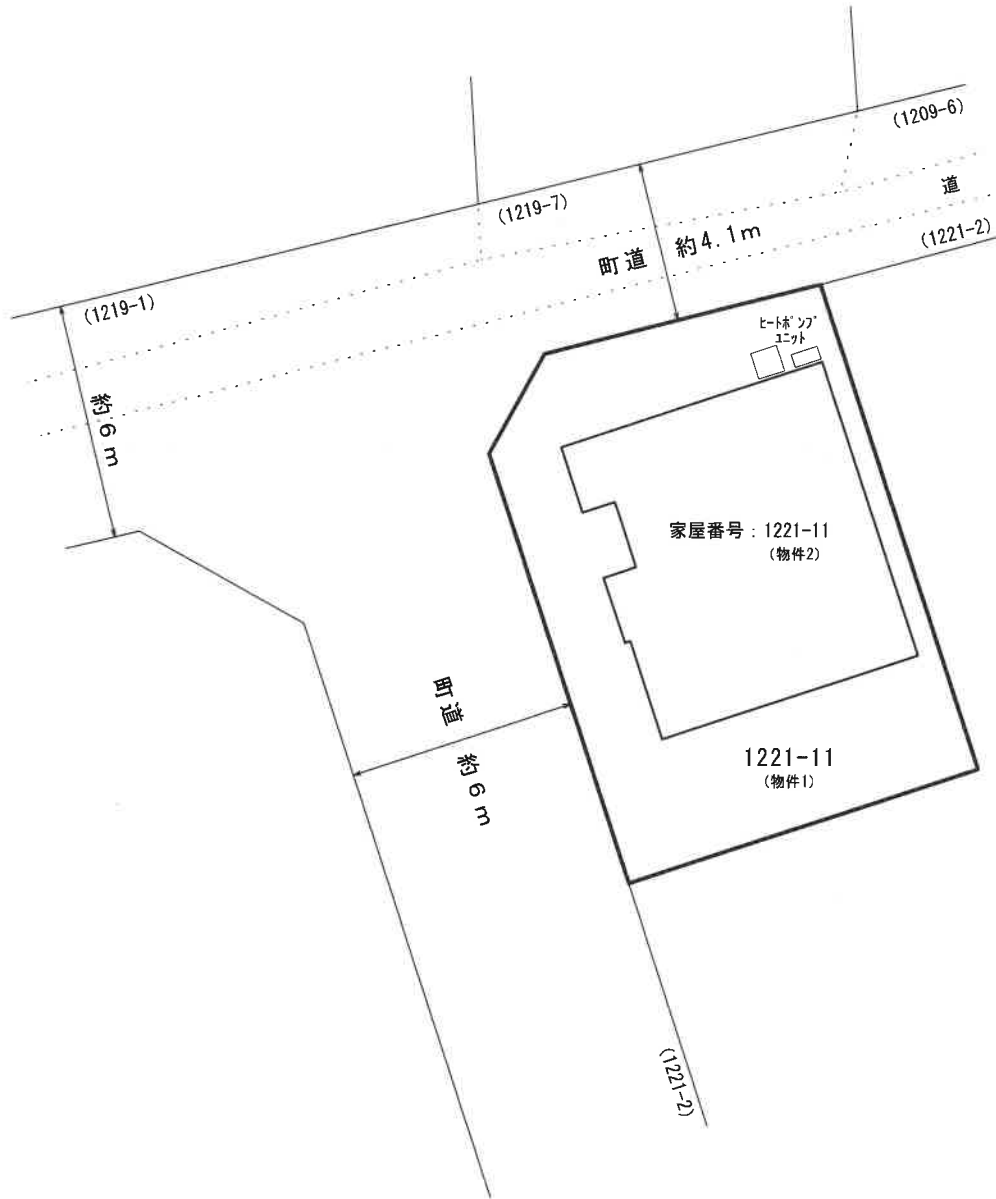 (1209-6)
道
(1219-7)
(1221-2)
町道 約4.1m
(1219-1)
ヒートポンプ
ユニット
約6m
家屋番号：1221-11
(物件2)
町道 約6m
1221-11
(物件1)
(1221-2)